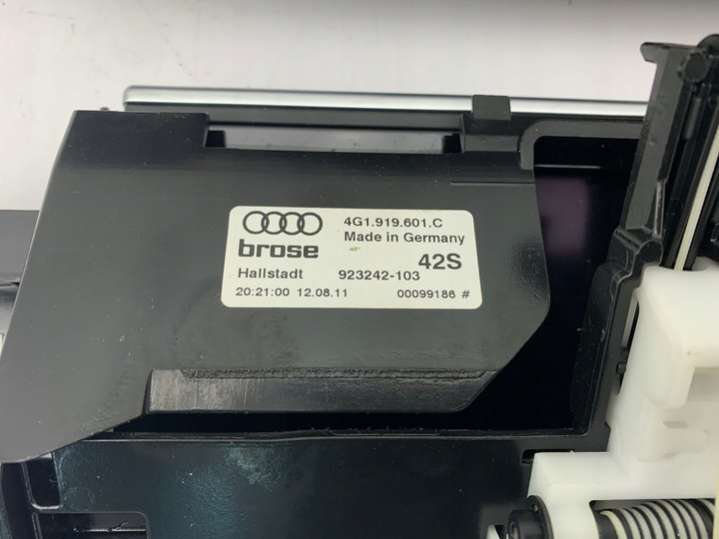 4G1.919.601.C
Made in Germany
brose
42S
Hallstadt 923242-103
20:21:00 12.08.11 00099186 #